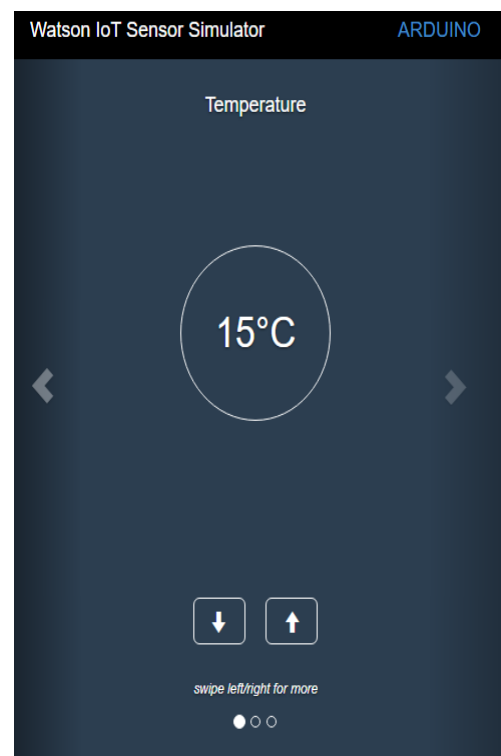 Watson IoT Sensor Simulator ARDUINO
Temperature
15°C
swipe left/right for more